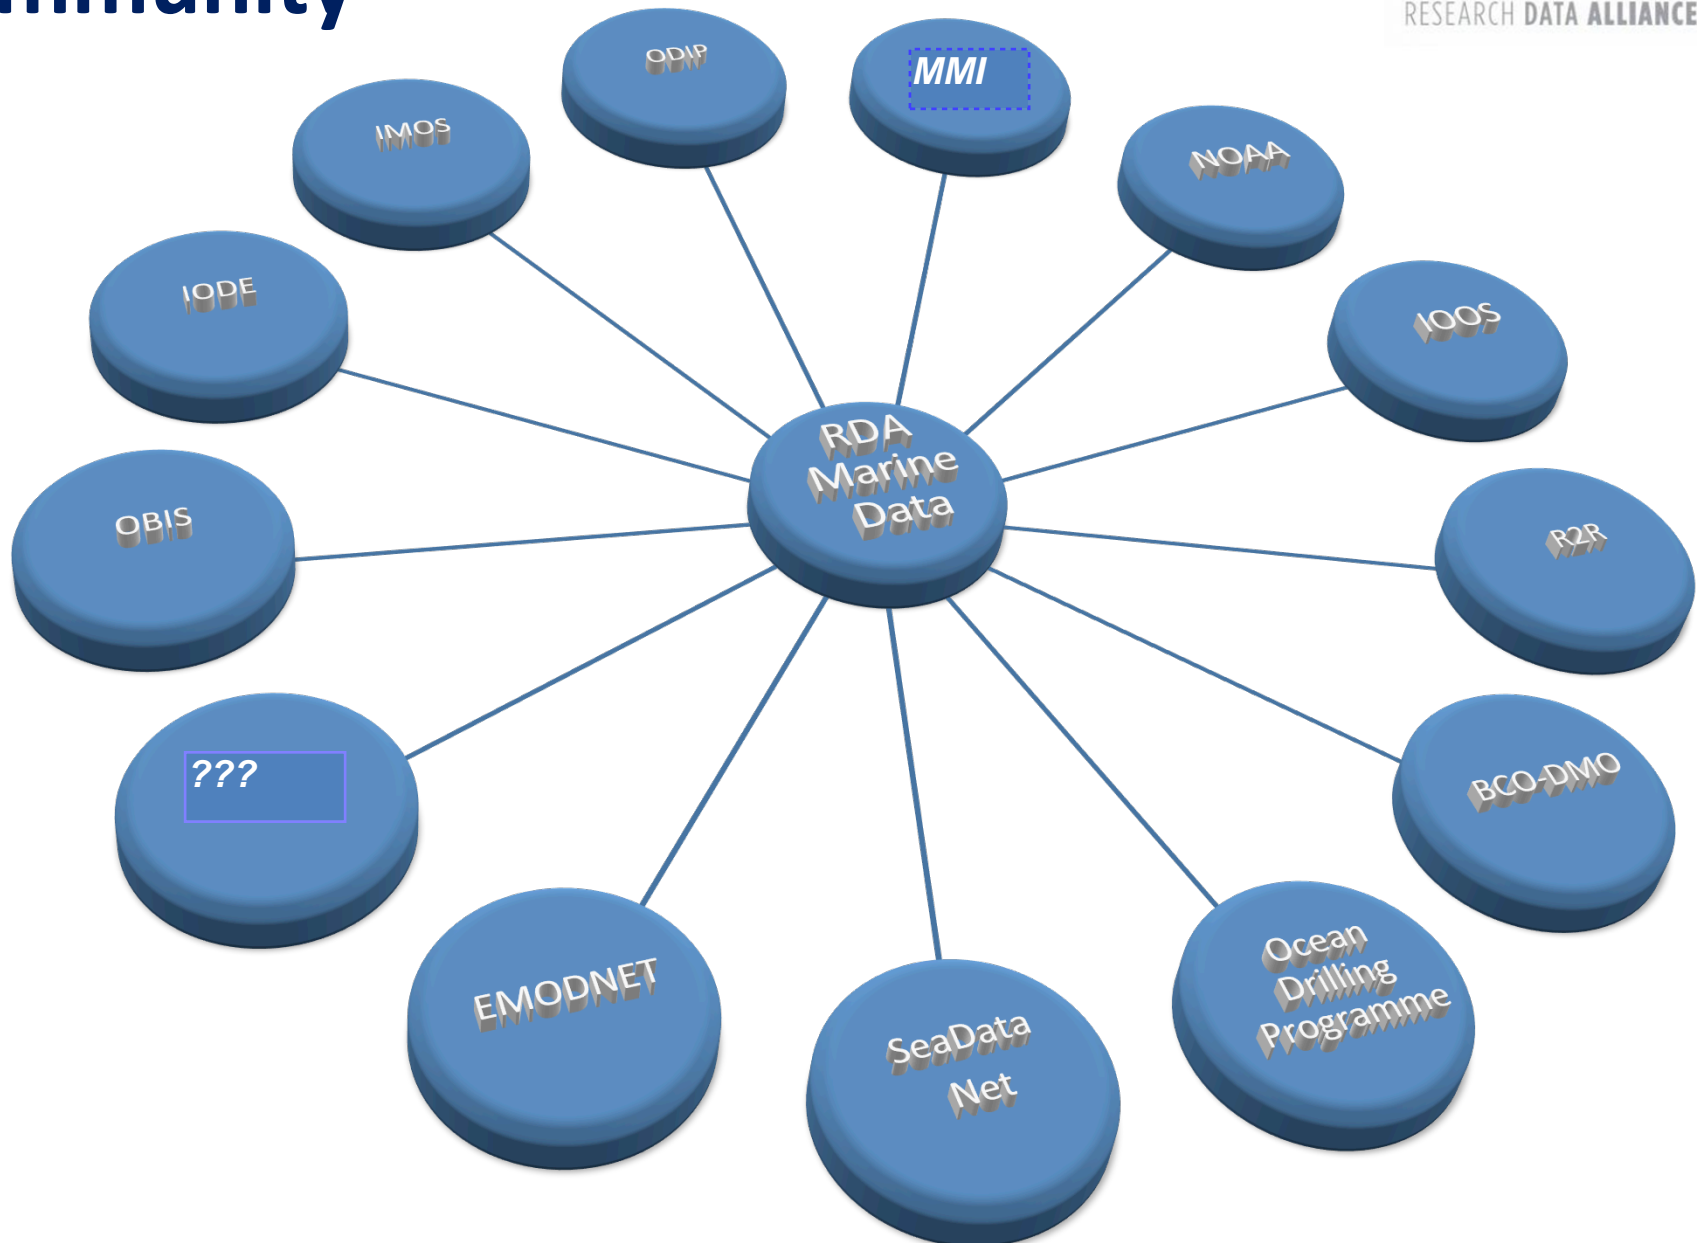 RESEARCH DATA ALLIANCE
ODIP
MMI
IMOS
NOAA
IODE
IOOS
RDA
Marine
Data
OBIS
R2R
???
BCO-DMO
EMODNET
Ocean
Drilling
Programme
SeaData
Net